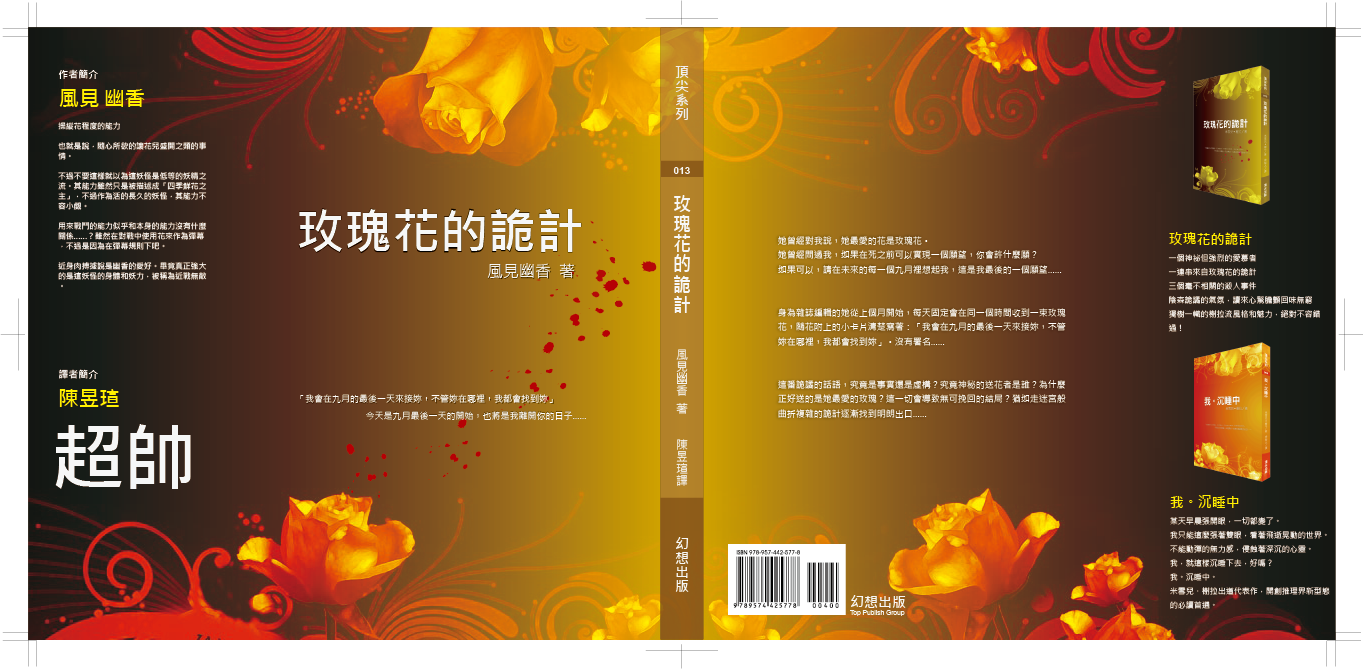 作者簡介
風見 幽香
操縱花程度的能力
也就是說，隨心所欲的讓花兒盛開之類的事
情。
不過不要這樣就以為這妖怪是低等的妖精之
流。其能力雖然只是被描述成「四季鮮花之
主」，不過作為活的長久的妖怪，其能力不
容小覷。
用來戰鬥的能力似乎和本身的能力沒有什麼
關係......？雖然在對戰中使用花來作為彈幕
，不過是因為在彈幕規則下吧。
近身肉搏據說是幽香的愛好。畢竟真正強大
的是這妖怪的身體和妖力，被稱為近戰無敵
。
譯者簡介
陳昱瑄
超帥
玫瑰花的詭計
風見幽香 著
「我會在九月的最後一天來接妳，不管妳在哪裡，我都會找到妳」
今天是九月最後一天的開始，也將是我離開你的日子......
頂尖系列
013
玫瑰花的詭計
風見幽香 著
陳昱瑄譯
幻想出版
她曾經對我說，她最愛的花是玫瑰花。
她曾經問過我，如果在死之前可以實現一個願望，你會許什麼願？
如果可以，請在未來的每一個九月裡想起我，這是我最後的一個願望......
身為雜誌編輯的她從上個月開始，每天固定會在同一個時間收到一束玫瑰
花，隨花附上的小卡片清楚寫著：「我會在九月的最後一天來接妳，不管
妳在哪裡，我都會找到妳」。沒有署名......
這番詭譎的話語，究竟是事實還是虛構？究竟神秘的送花者是誰？為什麼
正好送的是她最愛的玫瑰？這一切會導致無可挽回的結局？猶如走迷宮般
曲折複雜的詭計逐漸找到明朗出口......
ISBN 978-957-442-577-8
9 789574 425778
00400
幻想出版
Top Publish Group
玫瑰花的詭計
玫瑰花的詭計
一個神祕但強烈的愛慕者
一連串來自玫瑰花的詭計
三個毫不相關的殺人事件
陰森詭譎的氣氛，讀來心驚膽顫回味無窮
獨樹一幟的樹拉流風格和魅力，絕對不容錯
過！
我。沉睡中
我。沉睡中
某天早晨張開眼，一切都變了。
我只能這麼張著雙眼，看著飛逝晃動的世界。
不能動彈的無力感，侵蝕著深沉的心靈。
我，就這樣沉睡下去，好嗎？
我。沉睡中。
米雪兒．樹拉出道代表作，開創推理界新型態
的必讀首選。